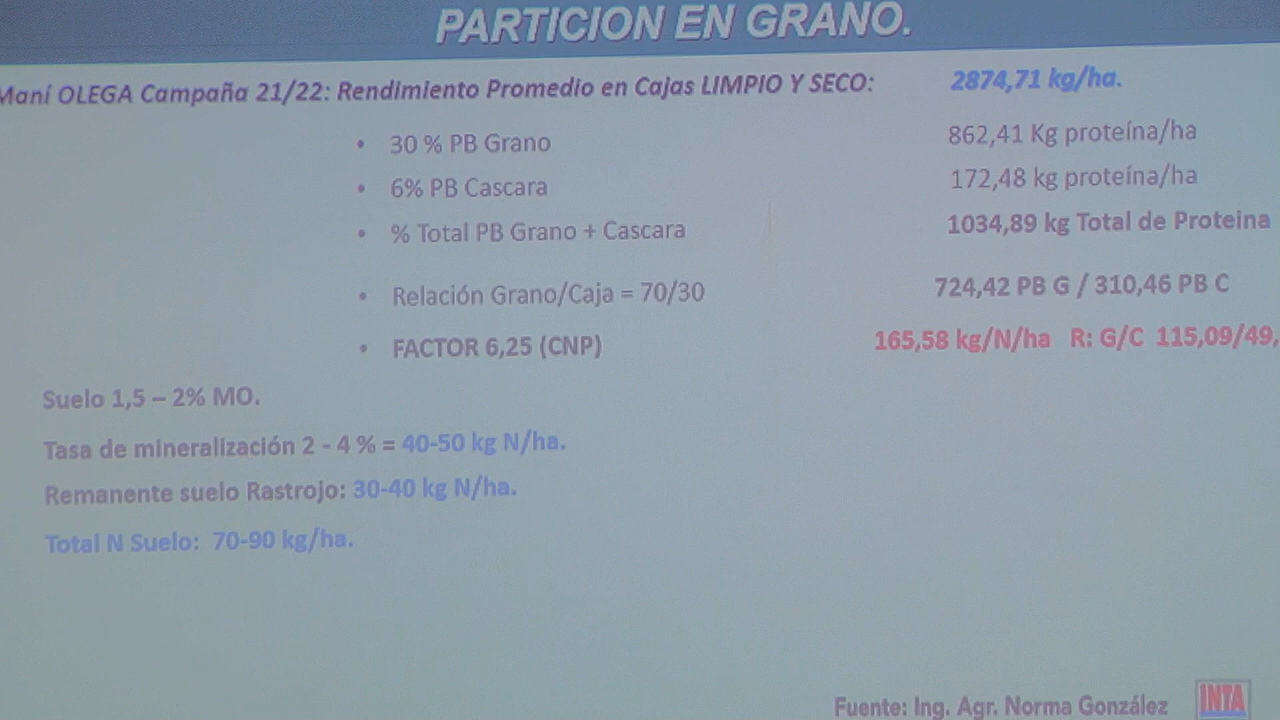 PARTICION EN GRANO.
Maní OLEGA Campaña 21/22: Rendimiento Promedio en Cajas LIMPIO Y SECO: 2874,71 kg/ha.
• 30 % PB Grano 862,41 Kg proteína/ha
• 6% PB Cascara 172,48 kg proteína/ha
• % Total PB Grano + Cascara 1034,89 kg Total de Proteina
• Relación Grano/Caja = 70/30 724,42 PB G / 310,46 PB C
• FACTOR 6,25 (CNP) 165,58 kg/N/ha R: G/C 115,09/49,
Suelo 1,5 – 2% MO.
Tasa de mineralización 2 - 4 % = 40-50 kg N/ha.
Remanente suelo Rastrojo: 30-40 kg N/ha.
Total N Suelo: 70-90 kg/ha.
Fuente: Ing. Agr. Norma González INTA